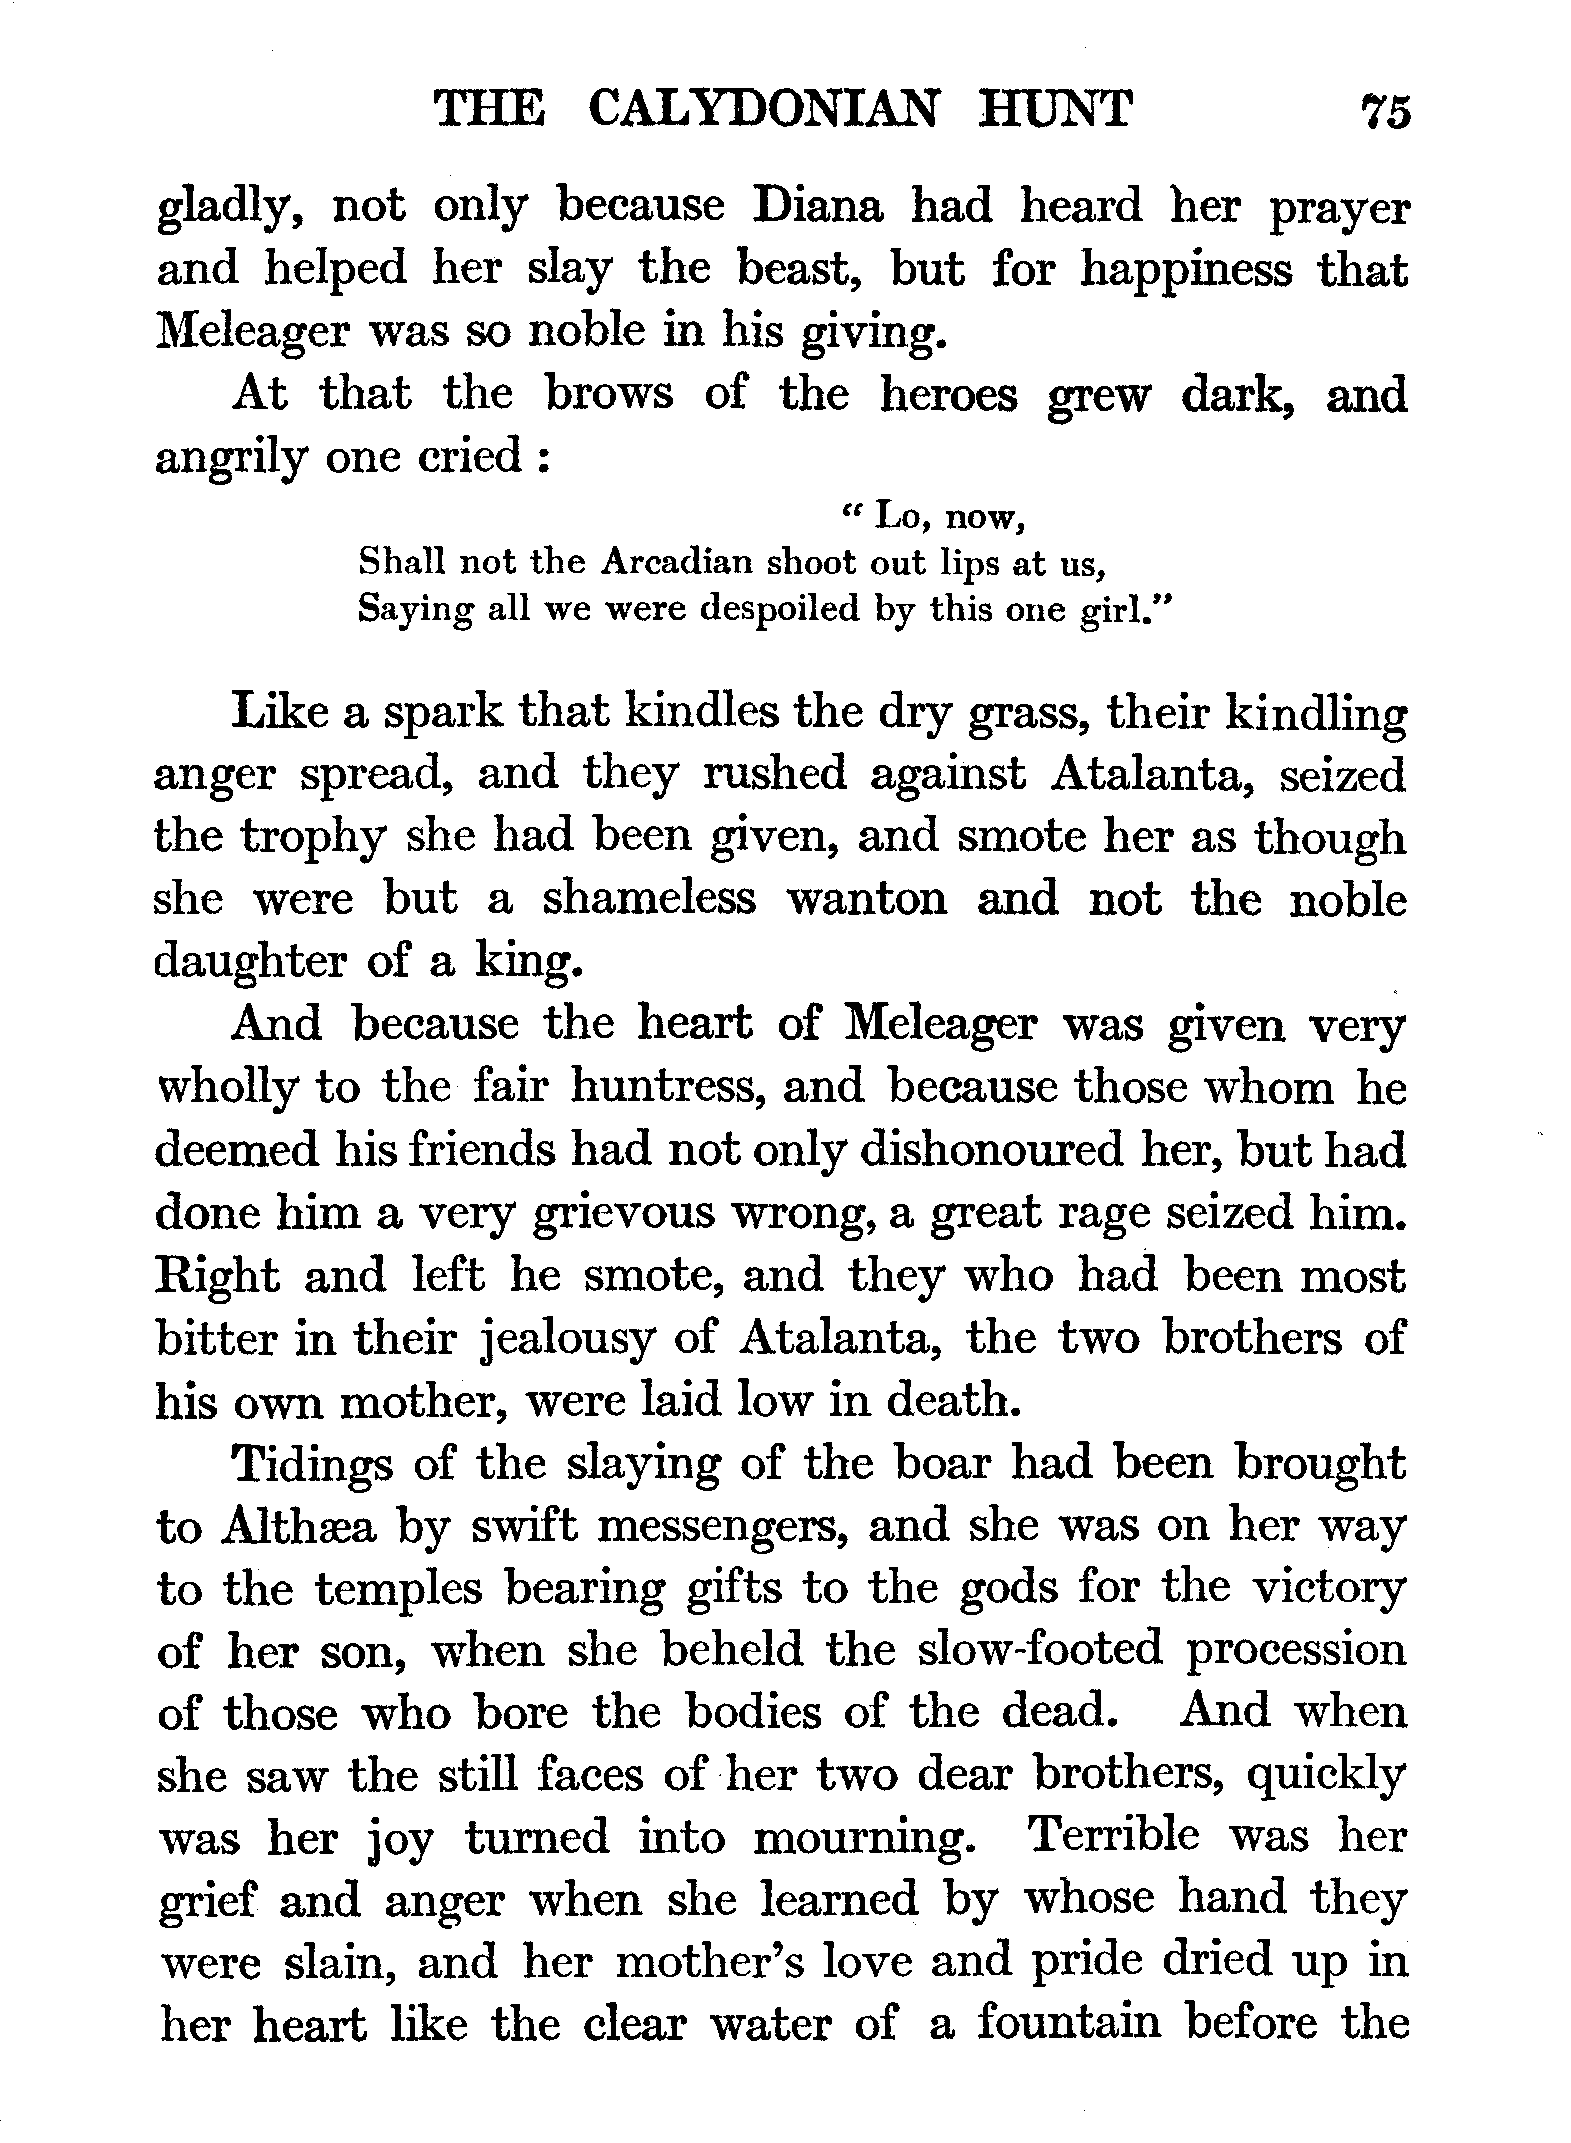 THE CALYDONIAN HUNT 75
gladly, not only because Diana had heard her prayer
and helped her slay the beast, but for happiness that
Meleager was so noble in his giving.
At that the brows of the heroes grew dark, and
angrily one cried :
“ Lo, now,
Shall not the Arcadian shoot out lips at us,
Saying all we were despoiled by this one girl.”
Like a spark that kindles the dry grass, their kindling
anger spread, and they rushed against Atalanta, seized
the trophy she had been given, and smote her as though
she were but a shameless wanton and not the noble
daughter of a king.
And because the heart of Meleager was given very
wholly to the fair huntress, and because those whom he
deemed his friends had not only dishonoured her, but had
done him a very grievous wrong, a great rage seized him.
Right and left he smote, and they who had been most
bitter in their jealousy of Atalanta, the two brothers of
his own mother, were laid low in death.
Tidings of the slaying of the boar had been brought
to Althæa by swift messengers, and she was on her way
to the temples bearing gifts to the gods for the victory
of her son, when she beheld the slow-footed procession
of those who bore the bodies of the dead. And when
she saw the still faces of her two dear brothers, quickly
was her joy turned into mourning. Terrible was her
grief and anger when she learned by whose hand they
were slain, and her mother’s love and pride dried up in
her heart like the clear water of a fountain before the